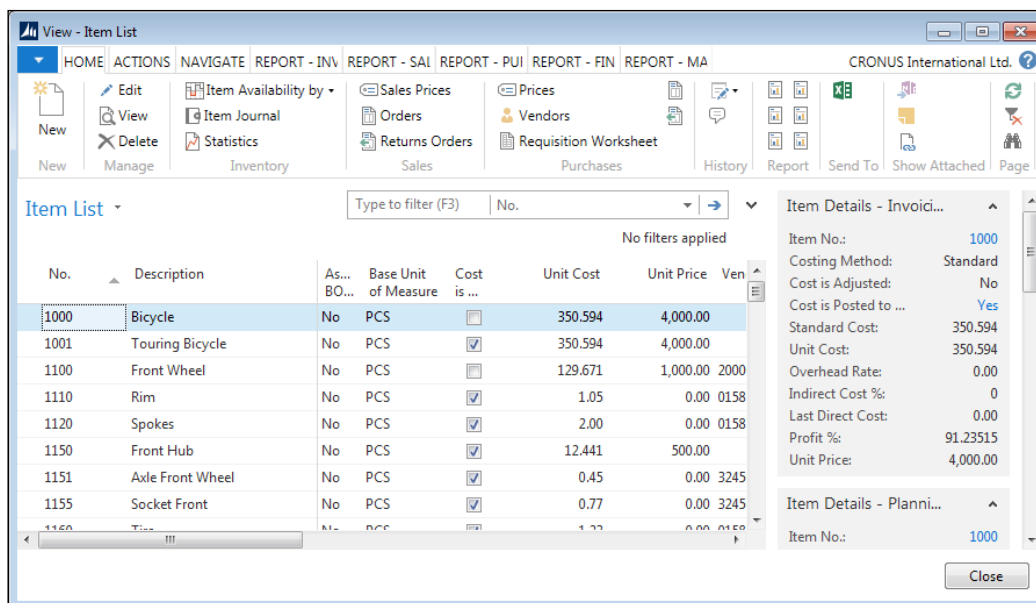 View - Item List
HOME ACTIONS NAVIGATE REPORT - INV REPORT - SAL REPORT - PUI REPORT - FIN REPORT - MA CRONUS International Ltd.
Edit Item Availability by Sales Prices Prices
New View Item Journal Orders Vendors
Delete Statistics Returns Orders Requisition Worksheet
New Manage Inventory Sales Purchases History Report Send To Show Attached Page
Item List Type to filter (F3) No.
No filters applied
No. Description As... BO... Base Unit of Measure Cost is ... Unit Cost Unit Price Ven
1000 Bicycle No PCS 350.594 4,000.00
1001 Touring Bicycle No PCS 350.594 4,000.00
1100 Front Wheel No PCS 129.671 1,000.00 2000
1110 Rim No PCS 1.05 0.00 0158
1120 Spokes No PCS 2.00 0.00 0158
1150 Front Hub No PCS 12.441 500.00
1151 Axle Front Wheel No PCS 0.45 0.00 3245
1155 Socket Front No PCS 0.77 0.00 3245
Item Details - Invoici...
Item No.: 1000
Costing Method: Standard
Cost is Adjusted: No
Cost is Posted to ... Yes
Standard Cost: 350.594
Unit Cost: 350.594
Overhead Rate: 0.00
Indirect Cost %: 0
Last Direct Cost: 0.00
Profit %: 91.23515
Unit Price: 4,000.00
Item Details - Planni...
Item No.: 1000
Close